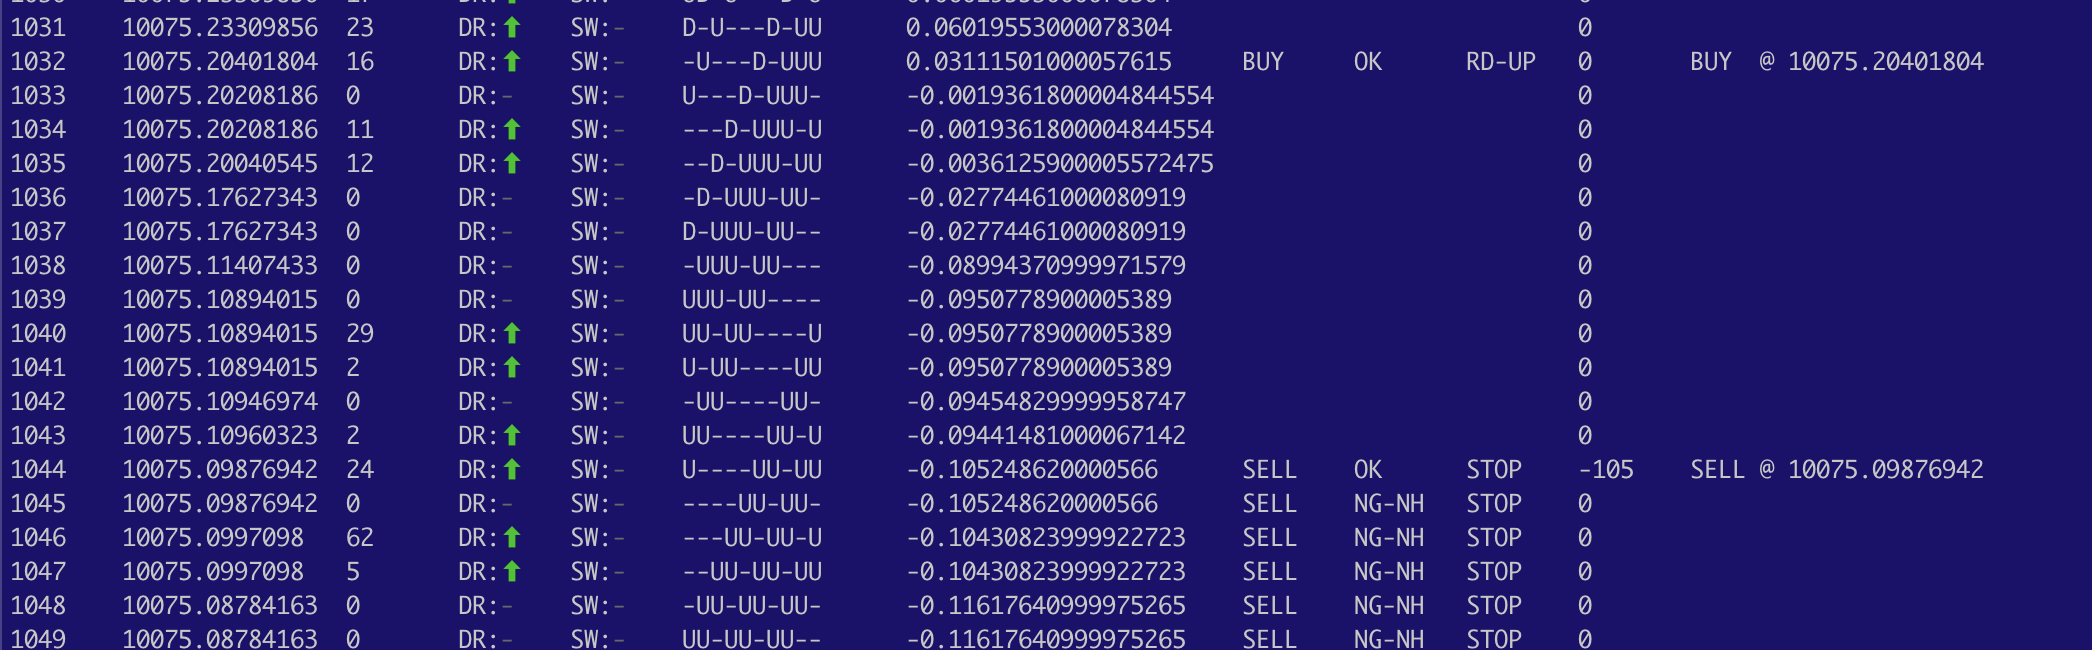 1031 10075.23309856 23 DR:⬆ SW:- D-U---D-UU 0.06019553000078304 0
1032 10075.20401804 16 DR:⬆ SW:- -U---D-UUU 0.03111501000057615 BUY OK RD-UP 0 BUY @ 10075.20401804
1033 10075.20208186 0 DR:- SW:- U---D-UUU- -0.0019361800004844554 0
1034 10075.20208186 11 DR:⬆ SW:- ---D-UUU-U -0.0019361800004844554 0
1035 10075.20040545 12 DR:⬆ SW:- --D-UUU-UU -0.0036125900005572475 0
1036 10075.17627343 0 DR:- SW:- -D-UUU-UU- -0.02774461000080919 0
1037 10075.17627343 0 DR:- SW:- D-UUU-UU-- -0.02774461000080919 0
1038 10075.11407433 0 DR:- SW:- -UUU-UU--- -0.08994370999971579 0
1039 10075.10894015 0 DR:- SW:- UUU-UU---- -0.0950778900005389 0
1040 10075.10894015 29 DR:⬆ SW:- UU-UU----U -0.0950778900005389 0
1041 10075.10894015 2 DR:⬆ SW:- U-UU----UU -0.0950778900005389 0
1042 10075.10946974 0 DR:- SW:- -UU----UU- -0.09454829999958747 0
1043 10075.10960323 2 DR:⬆ SW:- UU----UU-U -0.09441481000067142 0
1044 10075.09876942 24 DR:⬆ SW:- U----UU-UU -0.105248620000566 SELL OK STOP -105 SELL @ 10075.09876942
1045 10075.09876942 0 DR:- SW:- ----UU-UU- -0.105248620000566 SELL NG-NH STOP 0
1046 10075.0997098 62 DR:⬆ SW:- ---UU-UU-U -0.10430823999922723 SELL NG-NH STOP 0
1047 10075.0997098 5 DR:⬆ SW:- --UU-UU-UU -0.10430823999922723 SELL NG-NH STOP 0
1048 10075.08784163 0 DR:- SW:- -UU-UU-UU- -0.11617640999975265 SELL NG-NH STOP 0
1049 10075.08784163 0 DR:- SW:- UU-UU-UU-- -0.11617640999975265 SELL NG-NH STOP 0